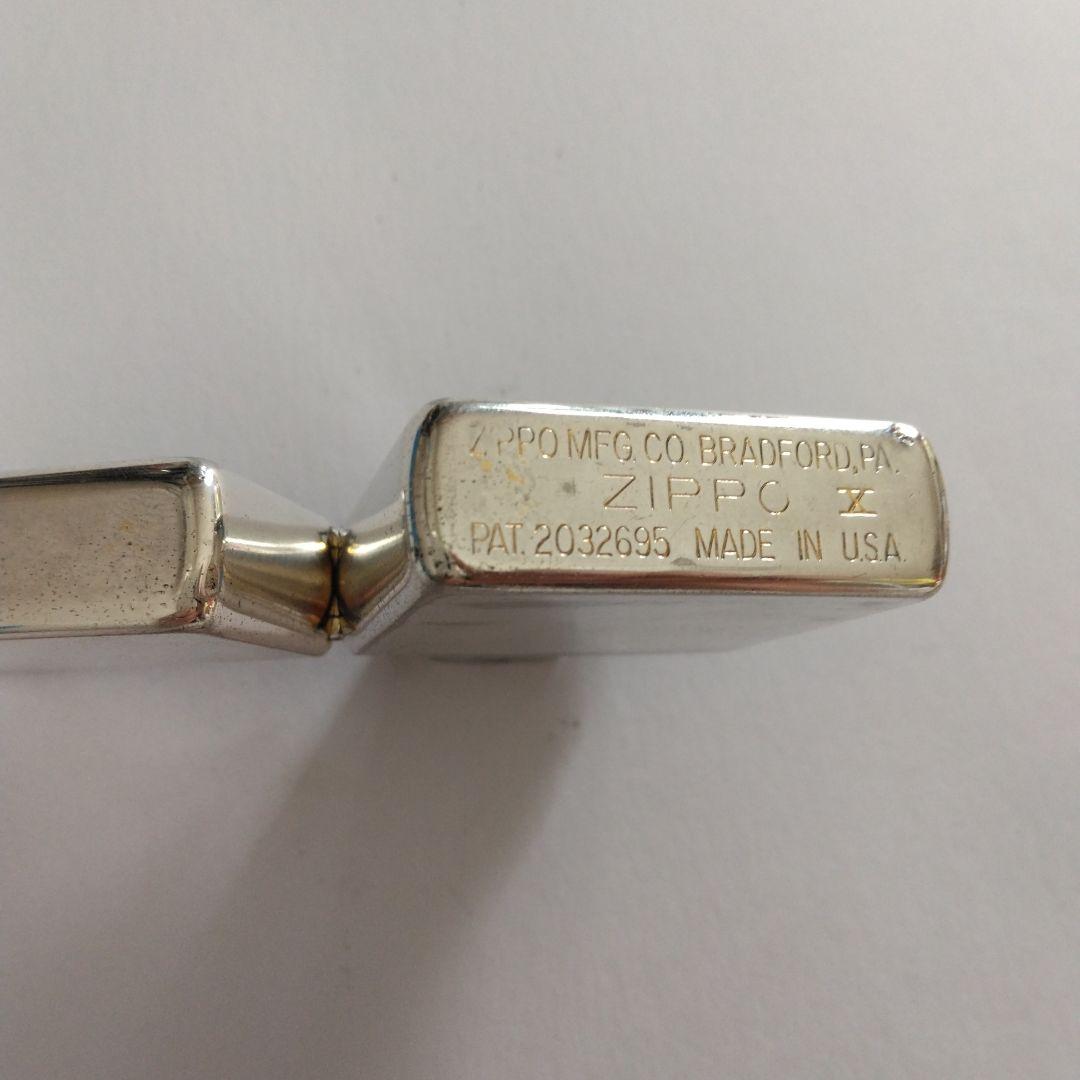 ZIPPO MFG. CO. BRADFORD, PA.
ZIPPO X
PAT. 2032695 MADE IN U.S.A.